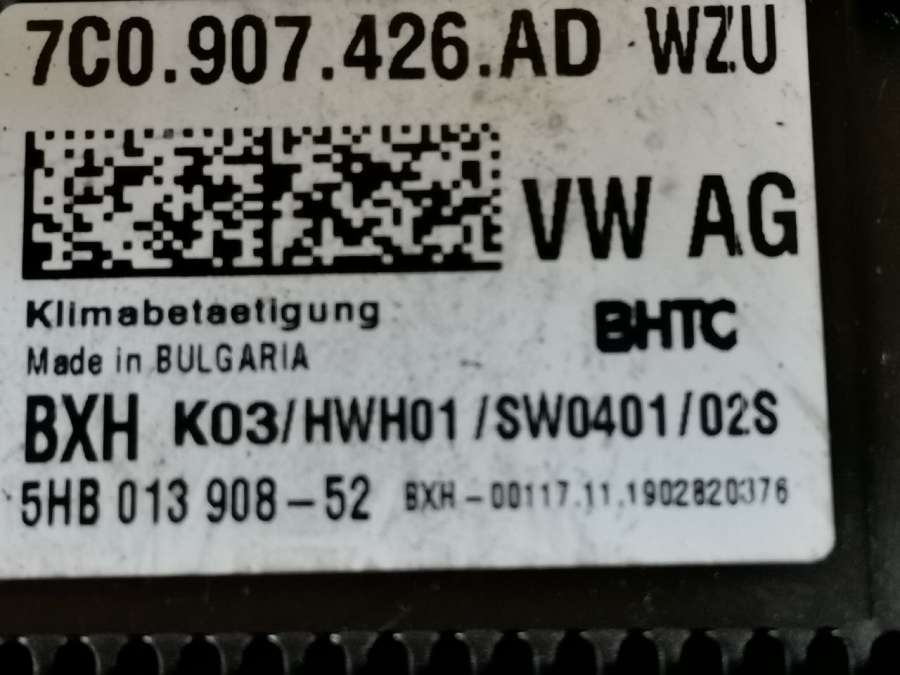 7C0.907.426.AD WZU
VW AG
Klimabetaetigung
BHTC
Made in BULGARIA
BXH K03/HWH01/SW0401/02S
5HB 013 908-52 BXH-00117.11.1902820376